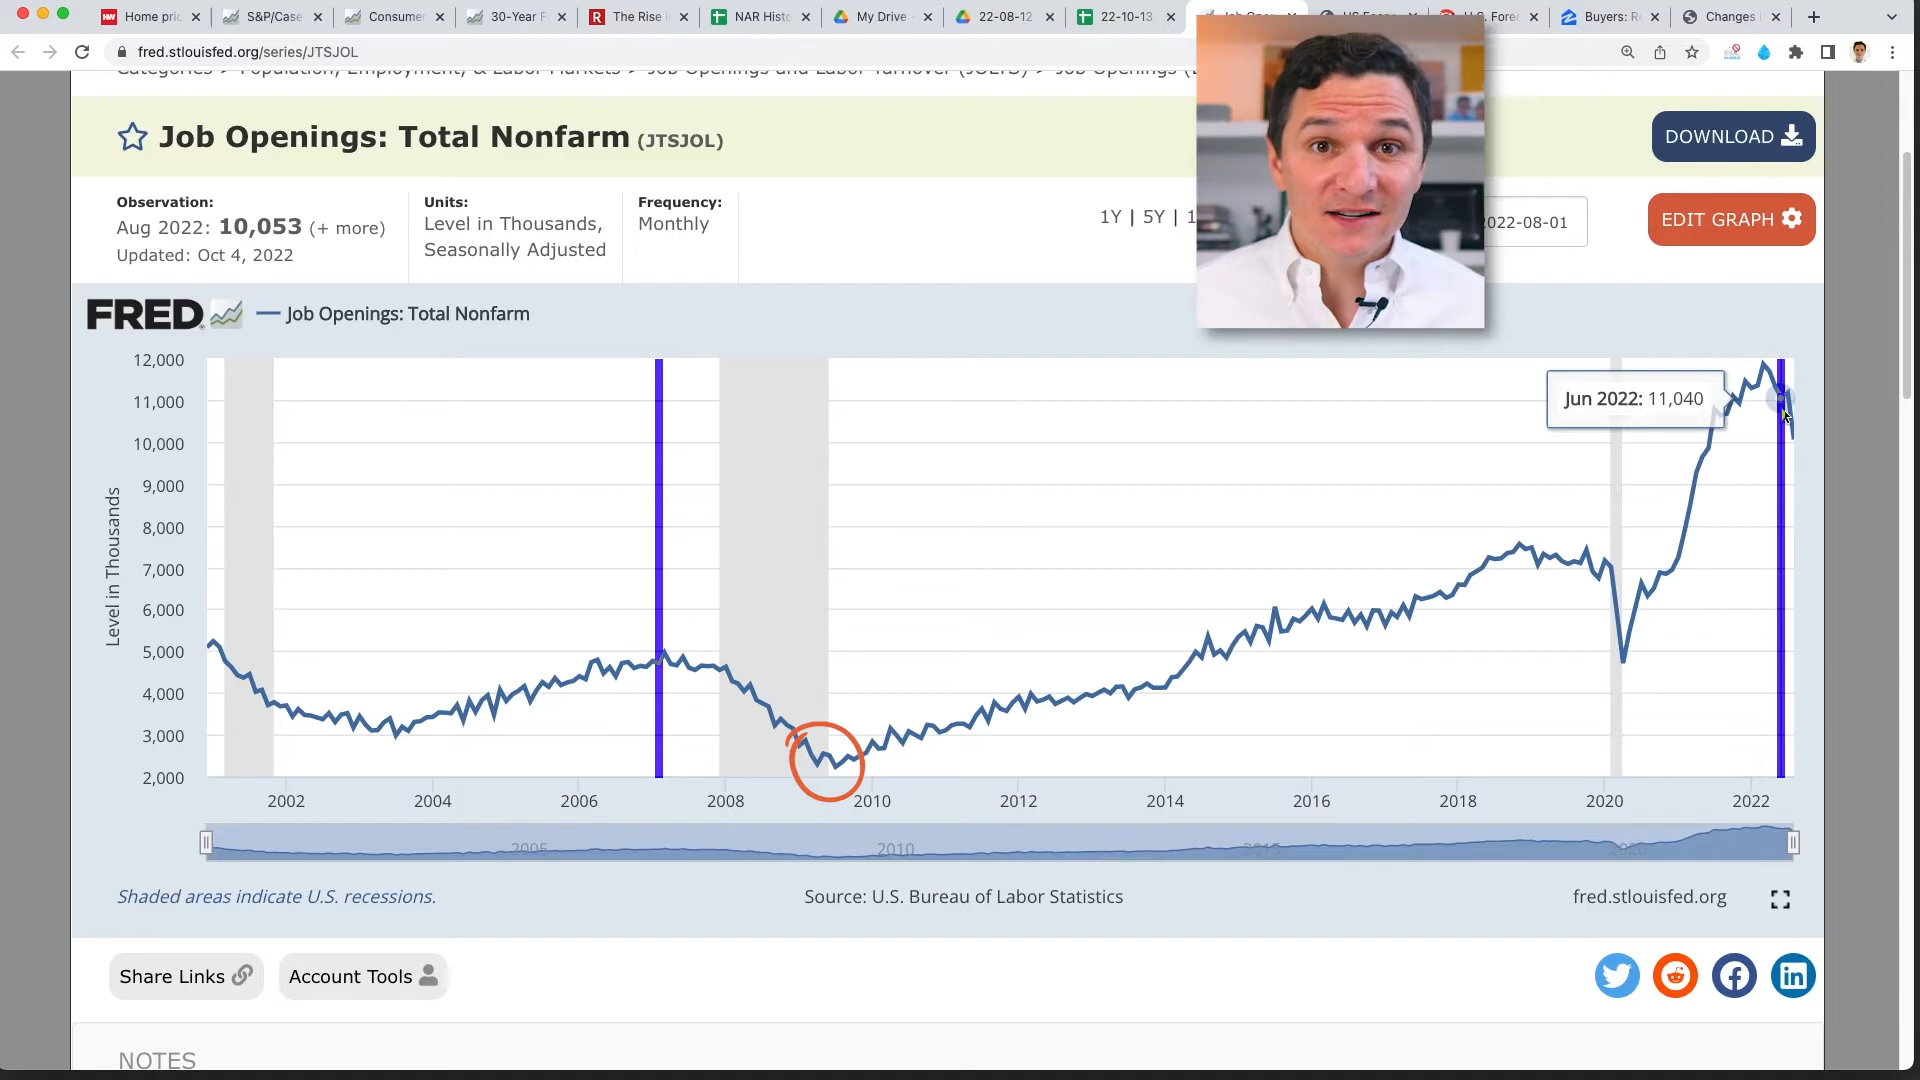 Home pric
S&P/Case
Consumer
30-Year F
The Rise i
NAR Histo
My Drive -
22-08-12
22-10-13
Buyers: R
Changes i
fred.stlouisfed.org/series/JTSJOL
Job Openings: Total Nonfarm (JTSJOL)
DOWNLOAD
Observation:
Aug 2022: 10,053 (+ more)
Updated: Oct 4, 2022
Units:
Level in Thousands,
Seasonally Adjusted
Frequency:
Monthly
1Y | 5Y | 1
2022-08-01
EDIT GRAPH
FRED
Job Openings: Total Nonfarm
Level in Thousands
12,000
11,000
10,000
9,000
8,000
7,000
6,000
5,000
4,000
3,000
2,000
Jun 2022: 11,040
2002 2004 2006 2008 2010 2012 2014 2016 2018 2020 2022
2005 2010 2015 2020
Shaded areas indicate U.S. recessions.
Source: U.S. Bureau of Labor Statistics
fred.stlouisfed.org
Share Links
Account Tools
NOTES